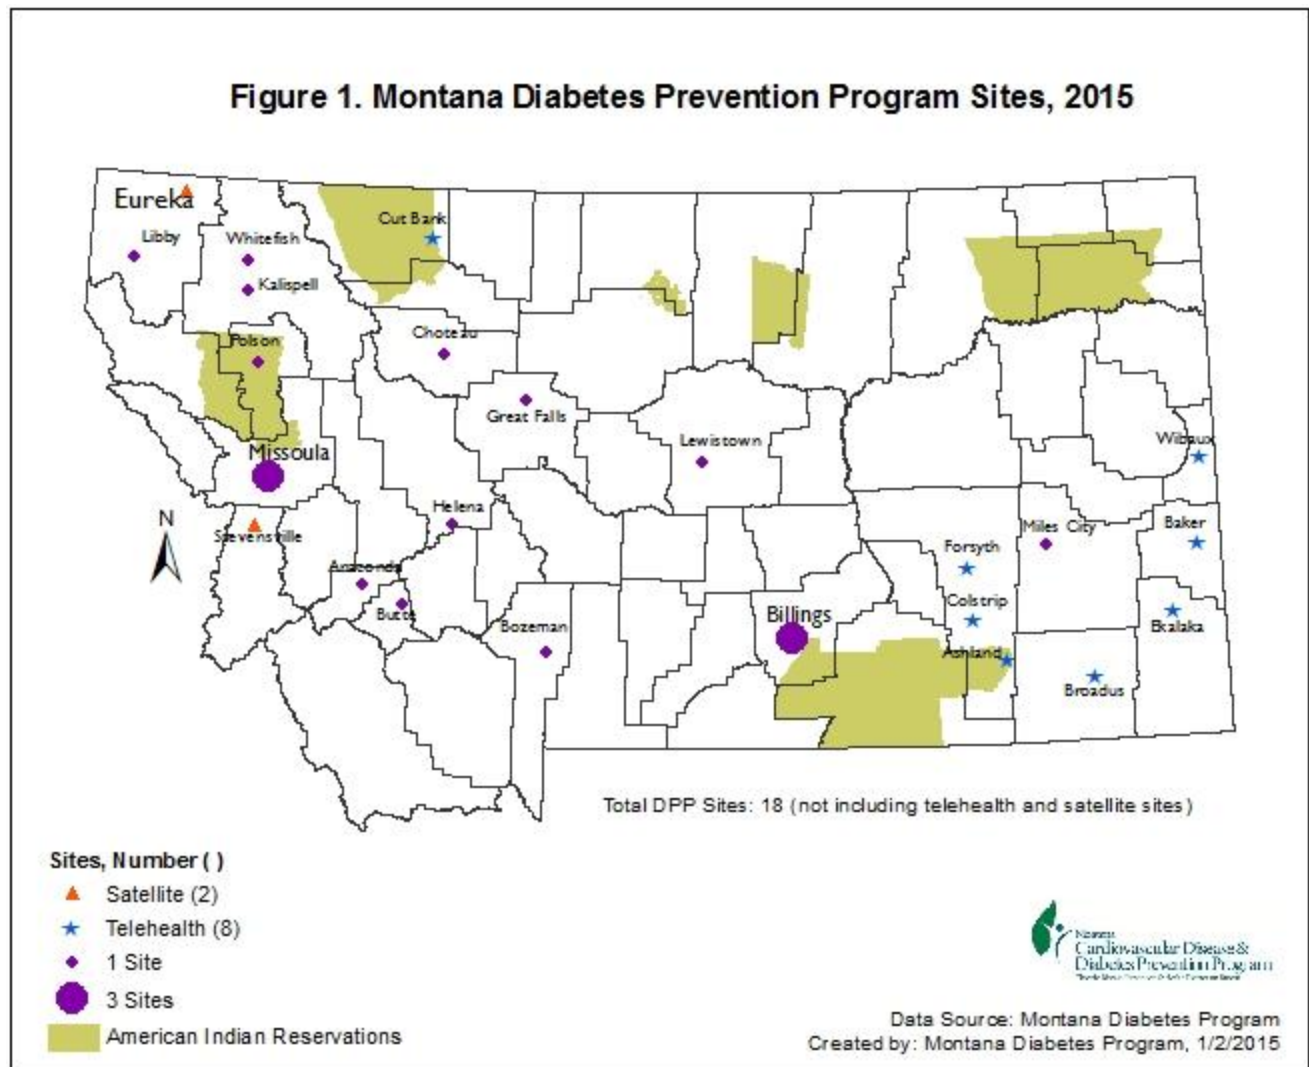 Figure 1. Montana Diabetes Prevention Program Sites, 2015
Eureka
Libby
Whitefish
Kalispell
Cut Bank
Polson
Choteau
Great Falls
Lewistown
Missoula
Stevensville
Helena
Anaconda
Butte
Bozeman
Billings
Wibaux
Miles City
Baker
Forsyth
Colstrip
Ekalaka
Ashland
Broadus
N
Total DPP Sites: 18 (not including telehealth and satellite sites)
Sites, Number ( )
Satellite (2)
Telehealth (8)
1 Site
3 Sites
American Indian Reservations
Montana
Cardiovascular Disease &
Diabetes Prevention Program
Data Source: Montana Diabetes Program
Created by: Montana Diabetes Program, 1/2/2015